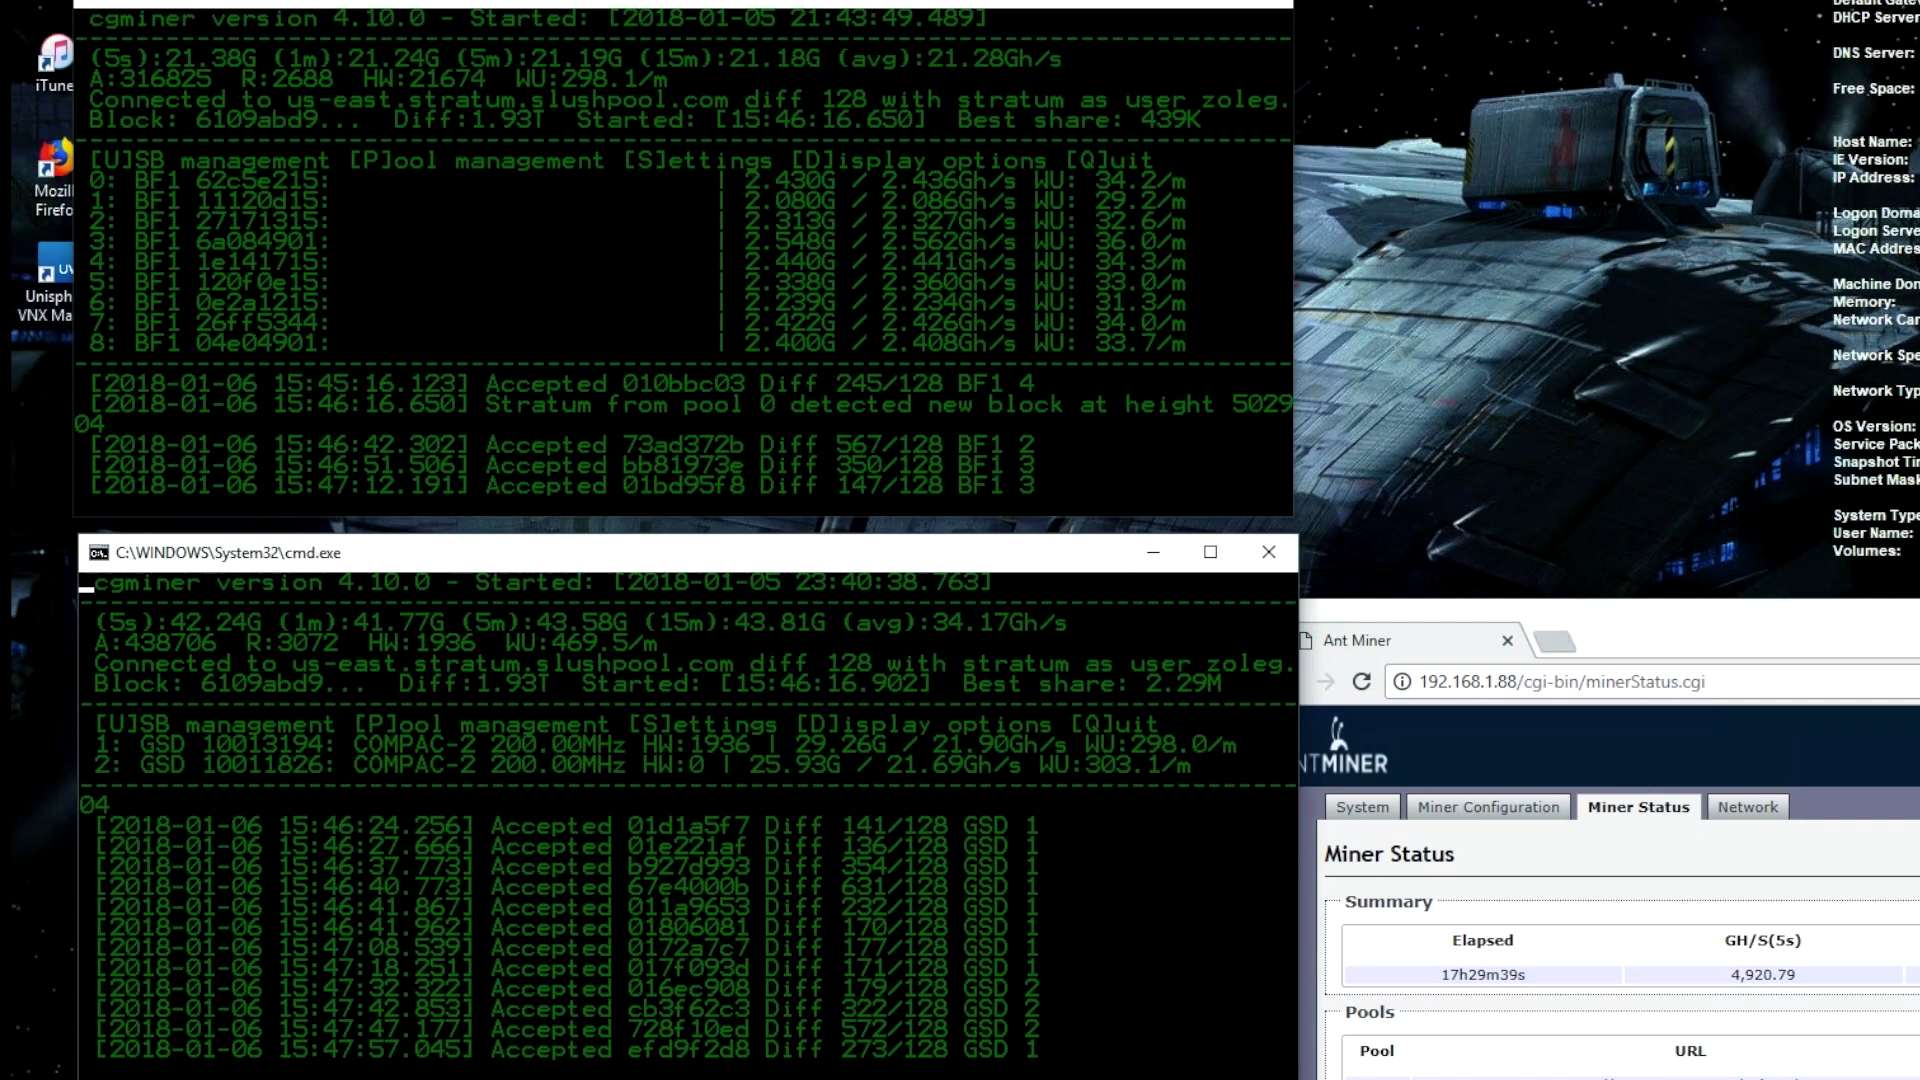 cgminer version 4.10.0 - Started: [2018-01-05 21:43:49.489]
(5s):21.38G (1m):21.24G (5m):21.19G (15m):21.18G (avg):21.28Gh/s
A:316825 R:2688 HW:21674 WU:298.1/m
Connected to us-east.stratum.slushpool.com diff 128 with stratum as user zoleg.
Block: 6109abd9... Diff:1.93T Started: [15:46:16.650] Best share: 439K
[U]SB management [P]ool management [S]ettings [D]isplay options [Q]uit
0: BF1 62c5e215: | 2.430G / 2.436Gh/s WU: 34.2/m
1: BF1 11120d15: | 2.080G / 2.086Gh/s WU: 29.2/m
2: BF1 27171315: | 2.313G / 2.327Gh/s WU: 32.6/m
3: BF1 6a084901: | 2.548G / 2.562Gh/s WU: 36.0/m
4: BF1 1e141715: | 2.440G / 2.441Gh/s WU: 34.3/m
5: BF1 120f0e15: | 2.338G / 2.360Gh/s WU: 33.0/m
6: BF1 0e2a1215: | 2.239G / 2.234Gh/s WU: 31.3/m
7: BF1 26ff5344: | 2.422G / 2.426Gh/s WU: 34.0/m
8: BF1 04e04901: | 2.400G / 2.408Gh/s WU: 33.7/m
[2018-01-06 15:45:16.123] Accepted 010bbc03 Diff 245/128 BF1 4
[2018-01-06 15:46:16.650] Stratum from pool 0 detected new block at height 5029
04
[2018-01-06 15:46:42.302] Accepted 73ad372b Diff 567/128 BF1 2
[2018-01-06 15:46:51.506] Accepted bb81973e Diff 350/128 BF1 3
[2018-01-06 15:47:12.191] Accepted 01bd95f8 Diff 147/128 BF1 3
C:\WINDOWS\System32\cmd.exe
cgminer version 4.10.0 - Started: [2018-01-05 23:40:38.763]
(5s):42.24G (1m):41.77G (5m):43.58G (15m):43.81G (avg):34.17Gh/s
A:438706 R:3072 HW:1936 WU:469.5/m
Connected to us-east.stratum.slushpool.com diff 128 with stratum as user zoleg.
Block: 6109abd9... Diff:1.93T Started: [15:46:16.902] Best share: 2.29M
[U]SB management [P]ool management [S]ettings [D]isplay options [Q]uit
1: GSD 10013194: COMPAC-2 200.00MHz HW:1936 | 29.26G / 21.90Gh/s WU:298.0/m
2: GSD 10011826: COMPAC-2 200.00MHz HW:0 | 25.93G / 21.69Gh/s WU:303.1/m
04
[2018-01-06 15:46:24.256] Accepted 01d1a5f7 Diff 141/128 GSD 1
[2018-01-06 15:46:27.666] Accepted 01e221af Diff 136/128 GSD 1
[2018-01-06 15:46:37.773] Accepted b927d993 Diff 354/128 GSD 1
[2018-01-06 15:46:40.773] Accepted 67e4000b Diff 631/128 GSD 1
[2018-01-06 15:46:41.867] Accepted 011a9653 Diff 232/128 GSD 1
[2018-01-06 15:46:41.962] Accepted 01806081 Diff 170/128 GSD 1
[2018-01-06 15:47:08.539] Accepted 0172a7c7 Diff 177/128 GSD 1
[2018-01-06 15:47:18.251] Accepted 017f093d Diff 171/128 GSD 1
[2018-01-06 15:47:32.322] Accepted 016ec908 Diff 179/128 GSD 2
[2018-01-06 15:47:42.853] Accepted cb3f62c3 Diff 322/128 GSD 2
[2018-01-06 15:47:47.177] Accepted 728f10ed Diff 572/128 GSD 2
[2018-01-06 15:47:57.045] Accepted efd9f2d8 Diff 273/128 GSD 1
iTune
Mozil
Firefo
Unisph
VNX Ma
Default Gate
DHCP Server
DNS Server:
Free Space:
Host Name:
IE Version:
IP Address:
Logon Doma
Logon Serve
MAC Addres
Machine Don
Memory:
Network Car
Network Spe
Network Typ
OS Version:
Service Pack
Snapshot Tir
Subnet Mask
System Type
User Name:
Volumes:
Ant Miner
192.168.1.88/cgi-bin/minerStatus.cgi
NTMINER
System Miner Configuration Miner Status Network
Miner Status
Summary
Elapsed GH/S(5s)
17h29m39s 4,920.79
Pools
Pool URL